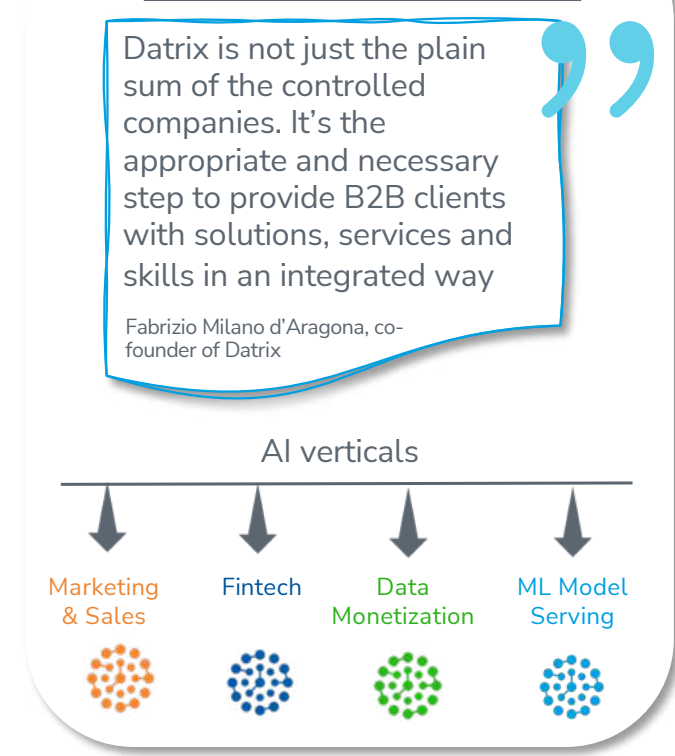 Datrix is not just the plain
sum of the controlled
companies. It’s the
appropriate and necessary
step to provide B2B clients
with solutions, services and
skills in an integrated way
Fabrizio Milano d’Aragona, co-
founder of Datrix
AI verticals
Marketing
& Sales
Fintech
Data
Monetization
ML Model
Serving